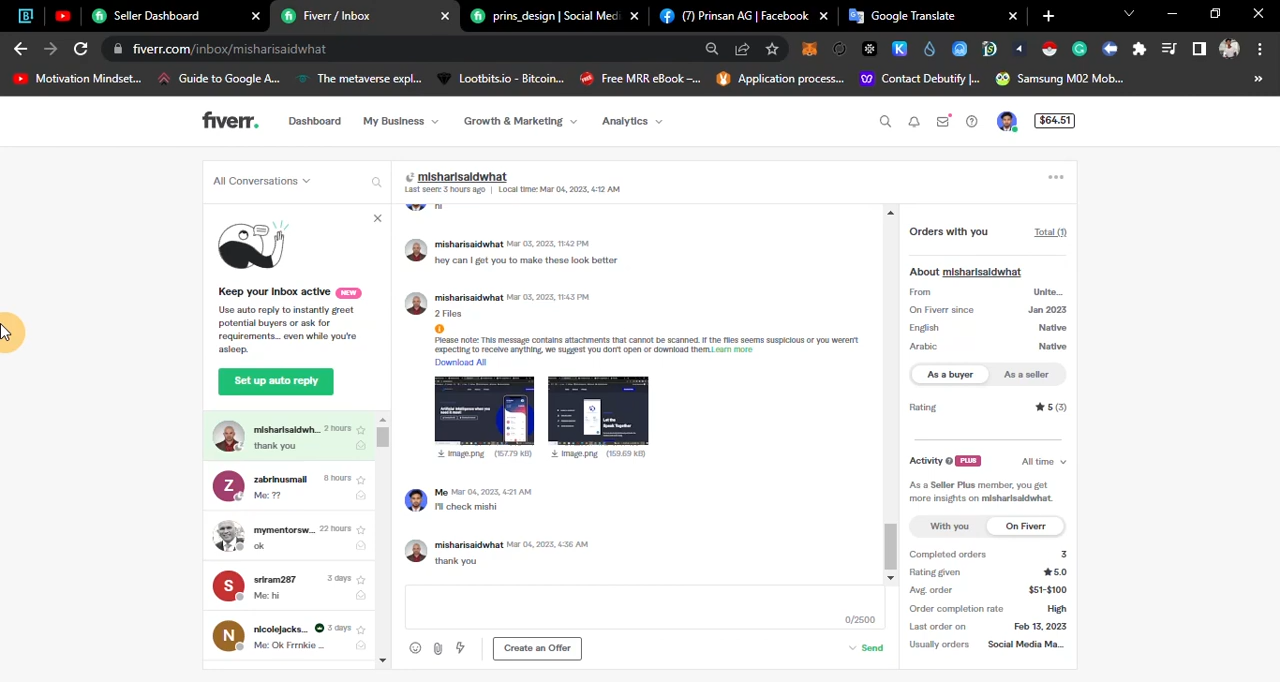 Seller Dashboard
Fiverr / Inbox
prins_design | Social Medi
(7) Prinsan AG | Facebook
Google Translate
fiverr.com/inbox/misharisaidwhat
Motivation Mindset...
Guide to Google A...
The metaverse expl...
Lootbits.io - Bitcoin...
Free MRR eBook –...
Application process...
Contact Debutify |...
Samsung M02 Mob...
»
fiverr.
Dashboard
My Business
Growth & Marketing
Analytics
$64.51
All Conversations
Keep your Inbox active NEW
Use auto reply to instantly greet
potential buyers or ask for
requirements... even while you're
asleep.
Set up auto reply
misharisaidwh... 2 hours
thank you
Z
zabrinusmail 8 hours
Me: ??
mymentorsw... 22 hours
ok
S
sriram287 3 days
Me: hi
N
nicolejacks... 3 days
Me: Ok Frrnkie ...
misharisaidwhat
Last seen: 3 hours ago | Local time: Mar 04, 2023, 4:12 AM
hi
misharisaidwhat Mar 03, 2023, 11:42 PM
hey can I get you to make these look better
misharisaidwhat Mar 03, 2023, 11:43 PM
2 Files
Please note: This message contains attachments that cannot be scanned. If the files seems suspicious or you weren't
expecting to receive anything, we suggest you don't open or download them.Learn more
Download All
Image.png (157.79 kB)
Image.png (159.69 kB)
Me Mar 04, 2023, 4:21 AM
I'll check mishi
misharisaidwhat Mar 04, 2023, 4:36 AM
thank you
0/2500
Create an Offer
Send
Orders with you
Total (1)
About misharisaidwhat
From Unite...
On Fiverr since Jan 2023
English Native
Arabic Native
As a buyer
As a seller
Rating 5 (3)
Activity PLUS
All time
As a Seller Plus member, you get
more insights on misharisaidwhat.
With you
On Fiverr
Completed orders 3
Rating given 5.0
Avg. order $51-$100
Order completion rate High
Last order on Feb 13, 2023
Usually orders Social Media Ma...